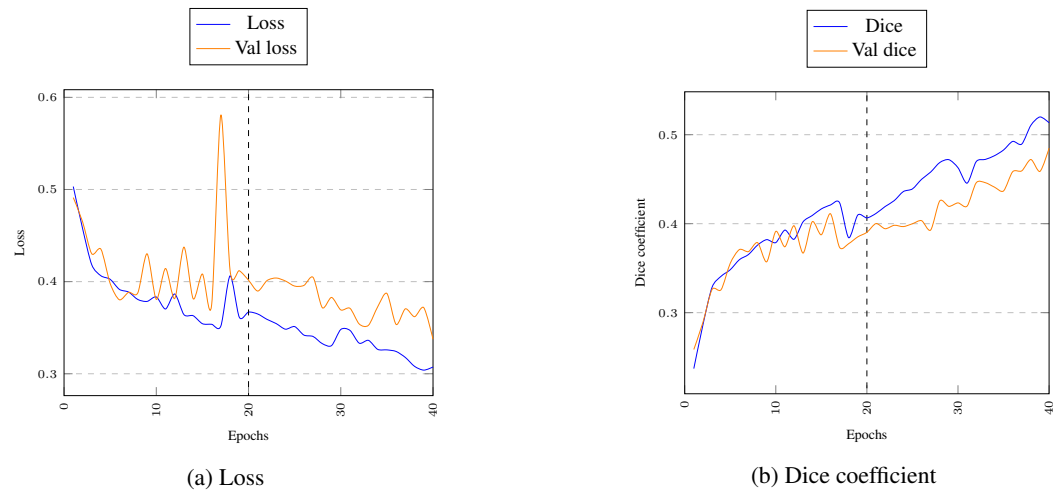 Loss
Val loss
0.6
0.5
0.4
0.3
Loss
0
10
20
30
40
Epochs
(a) Loss
Dice
Val dice
0.5
0.4
0.3
Dice coefficient
0
10
20
30
40
Epochs
(b) Dice coefficient